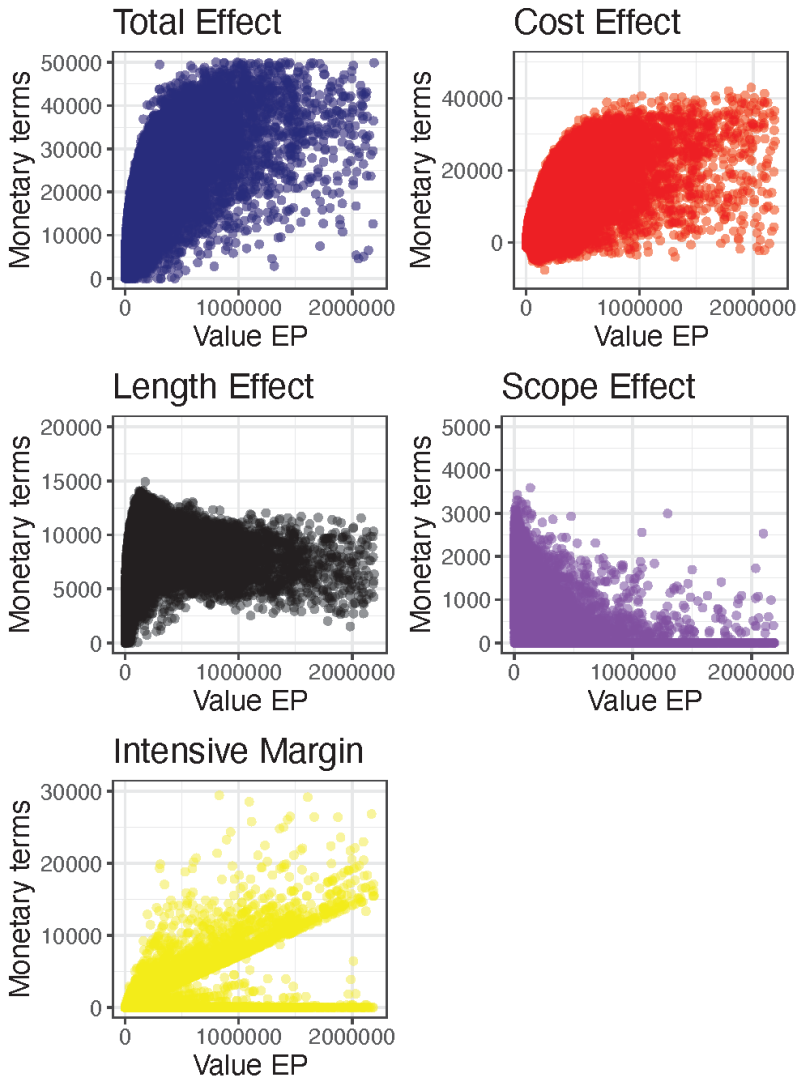 Total Effect
Cost Effect
50000
40000
30000
20000
10000
0
Monetary terms
0
1000000
2000000
Value EP
40000
20000
0
Monetary terms
0
1000000
2000000
Value EP
Length Effect
Scope Effect
20000
15000
10000
5000
0
Monetary terms
0
1000000
2000000
Value EP
5000
4000
3000
2000
1000
0
Monetary terms
0
1000000
2000000
Value EP
Intensive Margin
30000
20000
10000
0
Monetary terms
0
1000000
2000000
Value EP